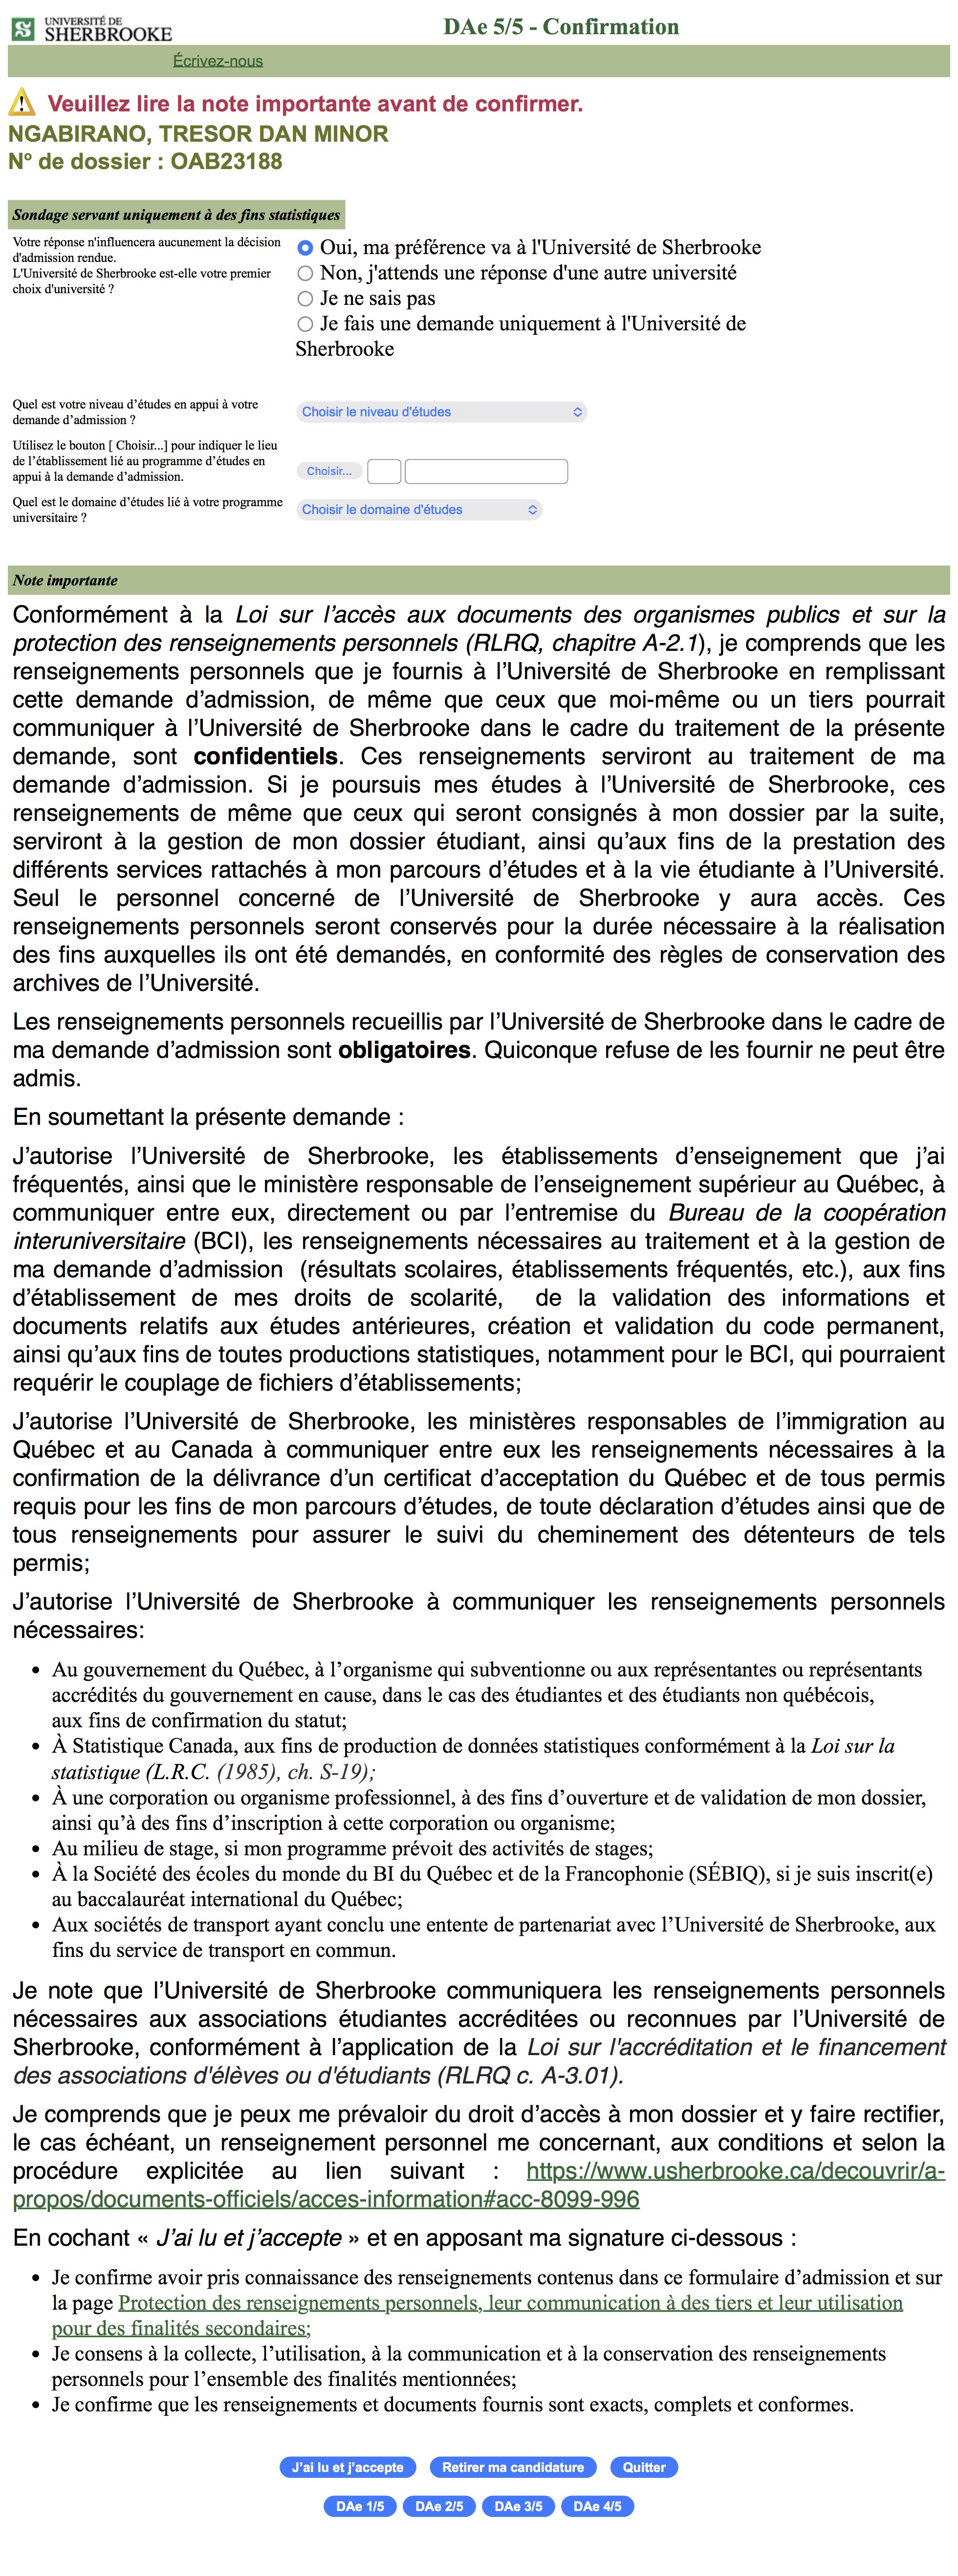 UNIVERSITÉ DE
SHERBROOKE
DAe 5/5 - Confirmation
Écrivez-nous
Veuillez lire la note importante avant de confirmer.
NGABIRANO, TRESOR DAN MINOR
Nº de dossier : OAB23188
Sondage servant uniquement à des fins statistiques
Votre réponse n'influencera aucunement la décision
d'admission rendue.
L'Université de Sherbrooke est-elle votre premier
choix d'université ?
Oui, ma préférence va à l'Université de Sherbrooke
Non, j'attends une réponse d'une autre université
Je ne sais pas
Je fais une demande uniquement à l'Université de
Sherbrooke
Quel est votre niveau d’études en appui à votre
demande d’admission ?
Choisir le niveau d'études
Utilisez le bouton [ Choisir...] pour indiquer le lieu
de l’établissement lié au programme d’études en
appui à la demande d’admission.
Choisir...
Quel est le domaine d’études lié à votre programme
universitaire ?
Choisir le domaine d'études
Note importante
Conformément à la Loi sur l’accès aux documents des organismes publics et sur la
protection des renseignements personnels (RLRQ, chapitre A-2.1), je comprends que les
renseignements personnels que je fournis à l’Université de Sherbrooke en remplissant
cette demande d’admission, de même que ceux que moi-même ou un tiers pourrait
communiquer à l’Université de Sherbrooke dans le cadre du traitement de la présente
demande, sont confidentiels. Ces renseignements serviront au traitement de ma
demande d’admission. Si je poursuis mes études à l’Université de Sherbrooke, ces
renseignements de même que ceux qui seront consignés à mon dossier par la suite,
serviront à la gestion de mon dossier étudiant, ainsi qu’aux fins de la prestation des
différents services rattachés à mon parcours d’études et à la vie étudiante à l’Université.
Seul le personnel concerné de l’Université de Sherbrooke y aura accès. Ces
renseignements personnels seront conservés pour la durée nécessaire à la réalisation
des fins auxquelles ils ont été demandés, en conformité des règles de conservation des
archives de l’Université.
Les renseignements personnels recueillis par l’Université de Sherbrooke dans le cadre de
ma demande d’admission sont obligatoires. Quiconque refuse de les fournir ne peut être
admis.
En soumettant la présente demande :
J’autorise l’Université de Sherbrooke, les établissements d’enseignement que j’ai
fréquentés, ainsi que le ministère responsable de l’enseignement supérieur au Québec, à
communiquer entre eux, directement ou par l’entremise du Bureau de la coopération
interuniversitaire (BCI), les renseignements nécessaires au traitement et à la gestion de
ma demande d’admission (résultats scolaires, établissements fréquentés, etc.), aux fins
d’établissement de mes droits de scolarité, de la validation des informations et
documents relatifs aux études antérieures, création et validation du code permanent,
ainsi qu’aux fins de toutes productions statistiques, notamment pour le BCI, qui pourraient
requérir le couplage de fichiers d’établissements;
J’autorise l’Université de Sherbrooke, les ministères responsables de l’immigration au
Québec et au Canada à communiquer entre eux les renseignements nécessaires à la
confirmation de la délivrance d’un certificat d’acceptation du Québec et de tous permis
requis pour les fins de mon parcours d’études, de toute déclaration d’études ainsi que de
tous renseignements pour assurer le suivi du cheminement des détenteurs de tels
permis;
J’autorise l’Université de Sherbrooke à communiquer les renseignements personnels
nécessaires:
• Au gouvernement du Québec, à l’organisme qui subventionne ou aux représentantes ou représentants
accrédités du gouvernement en cause, dans le cas des étudiantes et des étudiants non québécois,
aux fins de confirmation du statut;
• À Statistique Canada, aux fins de production de données statistiques conformément à la Loi sur la
statistique (L.R.C. (1985), ch. S-19);
• À une corporation ou organisme professionnel, à des fins d’ouverture et de validation de mon dossier,
ainsi qu’à des fins d’inscription à cette corporation ou organisme;
• Au milieu de stage, si mon programme prévoit des activités de stages;
• À la Société des écoles du monde du BI du Québec et de la Francophonie (SÉBIQ), si je suis inscrit(e)
au baccalauréat international du Québec;
• Aux sociétés de transport ayant conclu une entente de partenariat avec l’Université de Sherbrooke, aux
fins du service de transport en commun.
Je note que l’Université de Sherbrooke communiquera les renseignements personnels
nécessaires aux associations étudiantes accréditées ou reconnues par l’Université de
Sherbrooke, conformément à l’application de la Loi sur l'accréditation et le financement
des associations d'élèves ou d'étudiants (RLRQ c. A-3.01).
Je comprends que je peux me prévaloir du droit d’accès à mon dossier et y faire rectifier,
le cas échéant, un renseignement personnel me concernant, aux conditions et selon la
procédure explicitée au lien suivant : https://www.usherbrooke.ca/decouvrir/a-
propos/documents-officiels/acces-information#acc-8099-996
En cochant « J’ai lu et j’accepte » et en apposant ma signature ci-dessous :
• Je confirme avoir pris connaissance des renseignements contenus dans ce formulaire d’admission et sur
la page Protection des renseignements personnels, leur communication à des tiers et leur utilisation
pour des finalités secondaires;
• Je consens à la collecte, l’utilisation, à la communication et à la conservation des renseignements
personnels pour l’ensemble des finalités mentionnées;
• Je confirme que les renseignements et documents fournis sont exacts, complets et conformes.
J’ai lu et j’accepte Retirer ma candidature Quitter
DAe 1/5 DAe 2/5 DAe 3/5 DAe 4/5